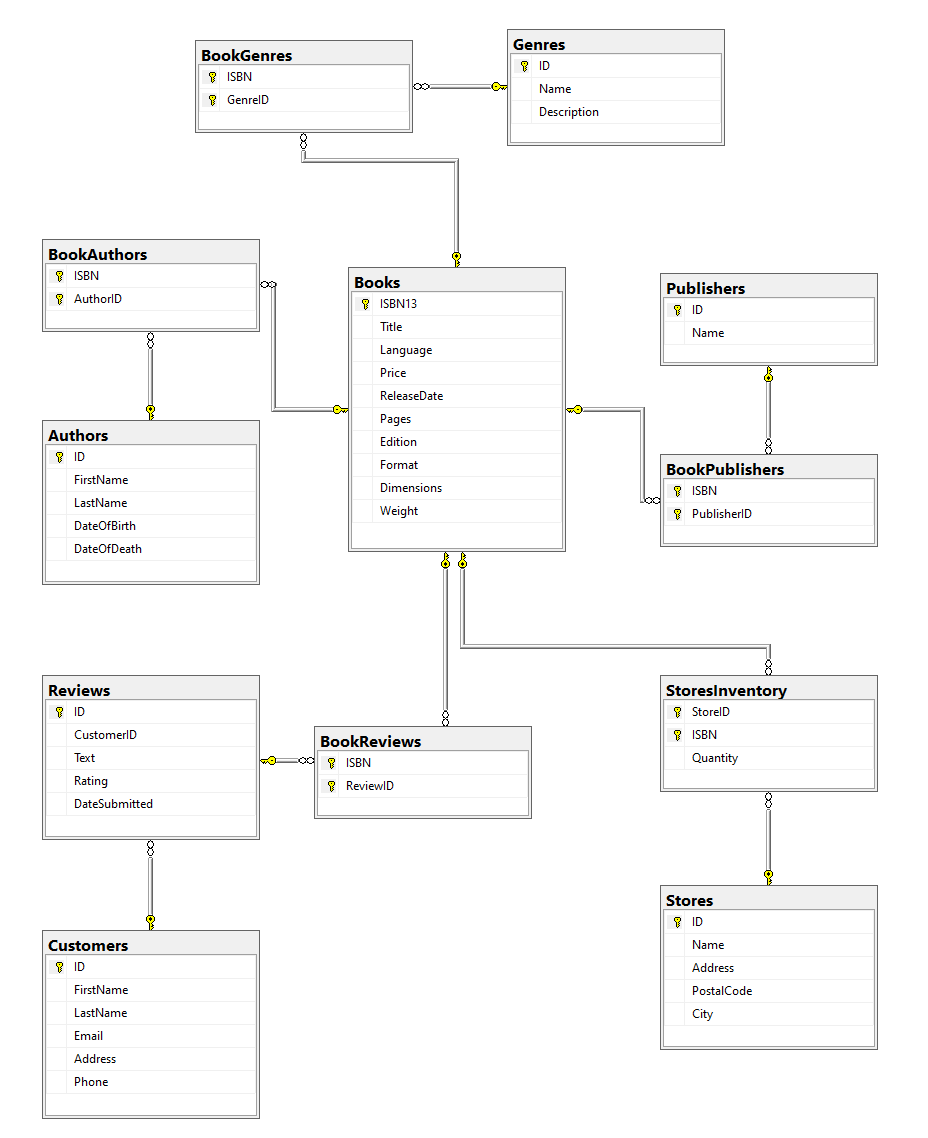 BookGenres
ISBN
GenreID
Genres
ID
Name
Description
BookAuthors
ISBN
AuthorID
Books
ISBN13
Title
Language
Price
ReleaseDate
Pages
Edition
Format
Dimensions
Weight
Publishers
ID
Name
Authors
ID
FirstName
LastName
DateOfBirth
DateOfDeath
BookPublishers
ISBN
PublisherID
Reviews
ID
CustomerID
Text
Rating
DateSubmitted
BookReviews
ISBN
ReviewID
StoresInventory
StoreID
ISBN
Quantity
Customers
ID
FirstName
LastName
Email
Address
Phone
Stores
ID
Name
Address
PostalCode
City